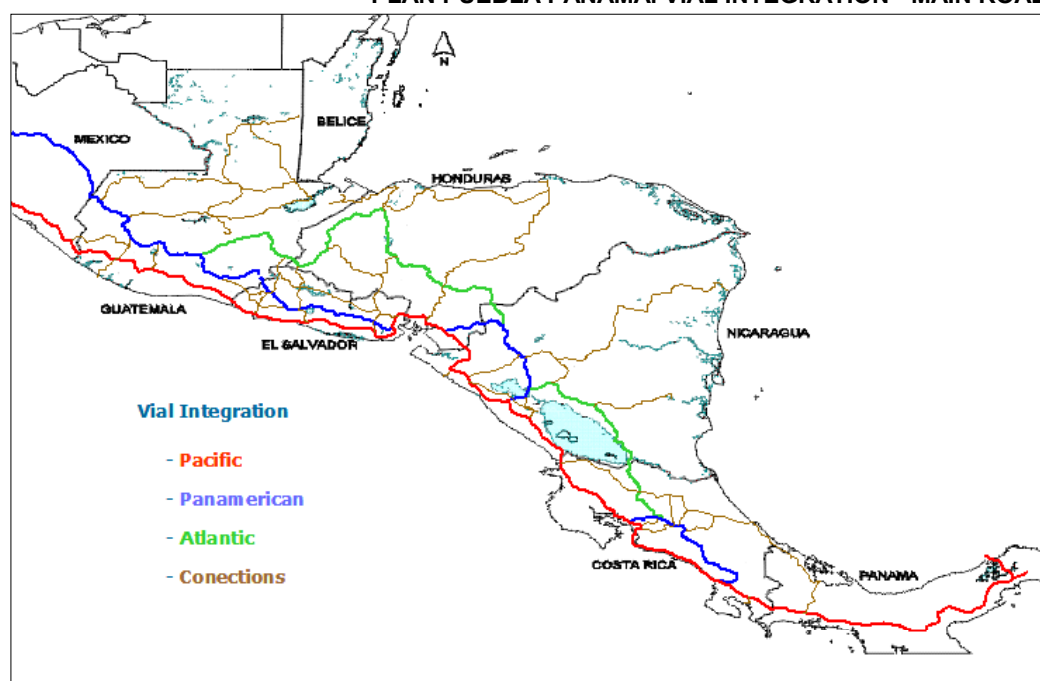 MEXICO
BELICE
HONDURAS
GUATEMALA
EL SALVADOR
NICARAGUA
COSTA RICA
PANAMA
N
Vial Integration
- Pacific
- Panamerican
- Atlantic
- Conections